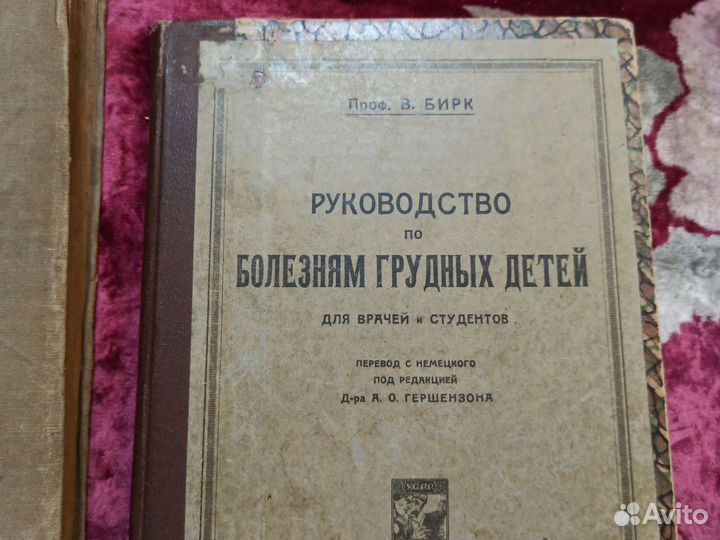 Проф. В. БИРК
РУКОВОДСТВО
ПО
БОЛЕЗНЯМ ГРУДНЫХ ДЕТЕЙ
ДЛЯ ВРАЧЕЙ и СТУДЕНТОВ
ПЕРЕВОД С НЕМЕЦКОГО
ПОД РЕДАКЦИЕЙ
Д-ра А. О. ГЕРШЕНЗОНА
Avito